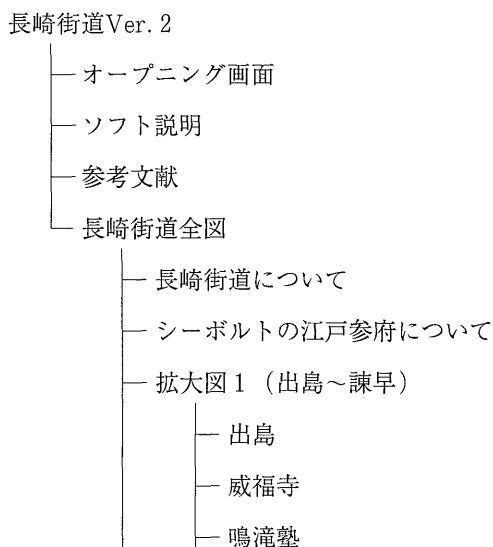 長崎街道Ver.2
オープニング画面
ソフト説明
参考文献
長崎街道全図
長崎街道について
シーボルトの江戸参府について
拡大図1（出島～諫早）
出島
威福寺
鳴滝塾